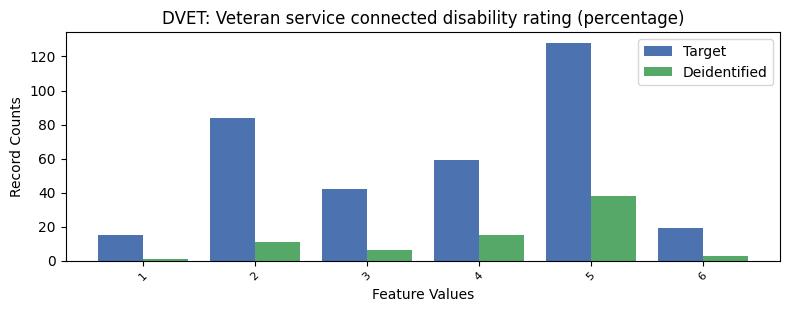 DVET: Veteran service connected disability rating (percentage)
Target
Deidentified
Record Counts
120
100
80
60
40
20
0
1 2 3 4 5 6
Feature Values